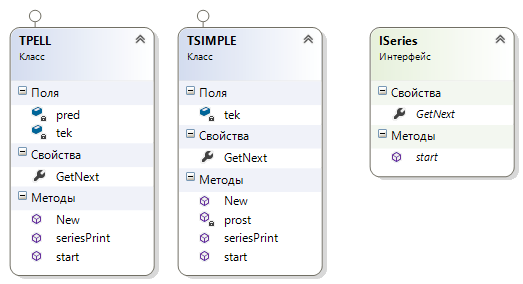 TPELL
Класс
Поля
pred
tek
Свойства
GetNext
Методы
New
seriesPrint
start
TSIMPLE
Класс
Поля
tek
Свойства
GetNext
Методы
New
prost
seriesPrint
start
ISeries
Интерфейс
Свойства
GetNext
Методы
start